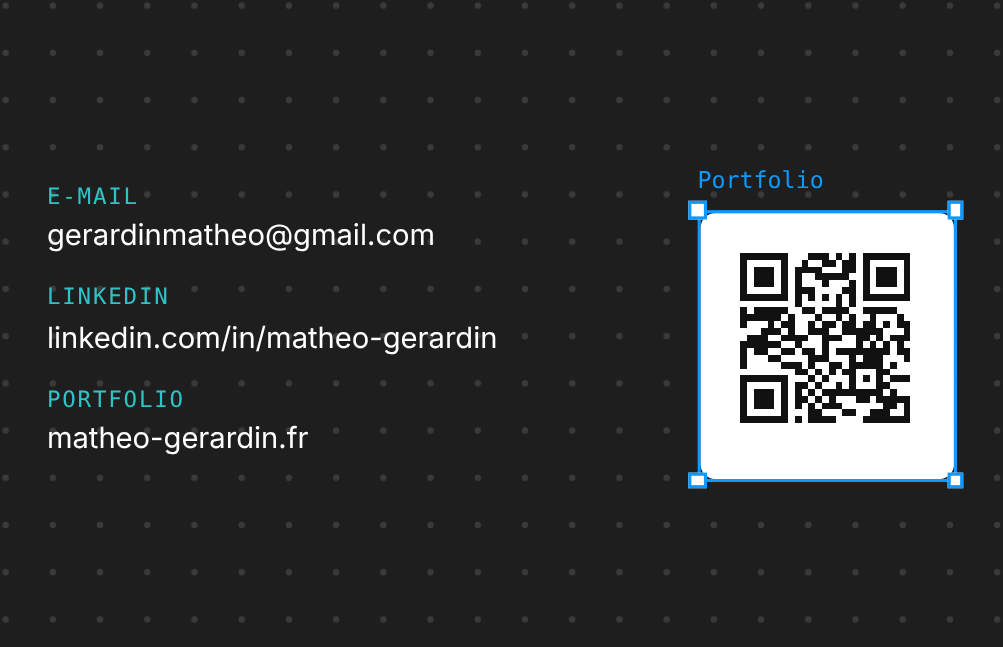 E-MAIL
gerardinmatheo@gmail.com
LINKEDIN
linkedin.com/in/matheo-gerardin
PORTFOLIO
matheo-gerardin.fr
Portfolio